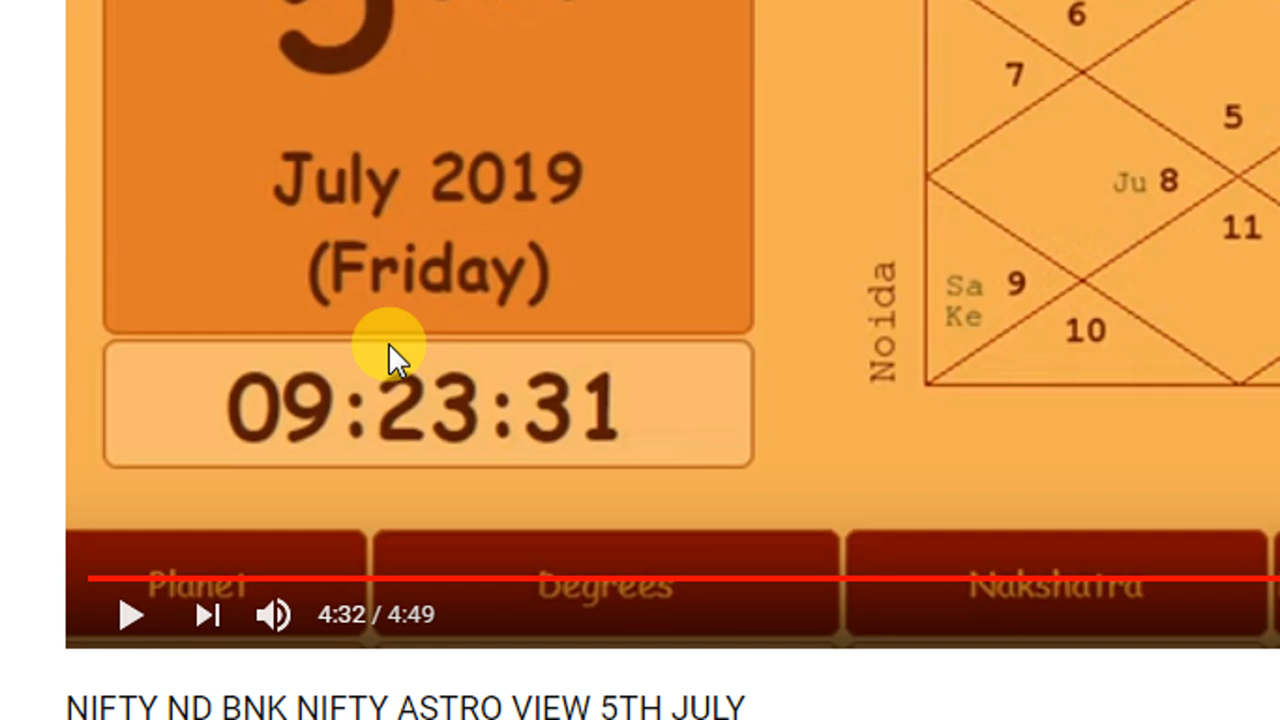 5
July 2019
(Friday)
09:23:31
6
7
5
Ju 8
11
Sa 9
Ke
10
Noida
Planet
Degrees
Nakshatra
4:32 / 4:49
NIFTY ND BNK NIFTY ASTRO VIEW 5TH JULY